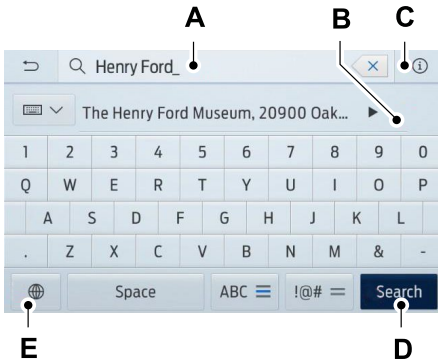 A B C
Henry Ford_
The Henry Ford Museum, 20900 Oak...
1 2 3 4 5 6 7 8 9 0
Q W E R T Y U I O P
A S D F G H J K L
. Z X C V B N M & -
Space ABC !@# Search
E D